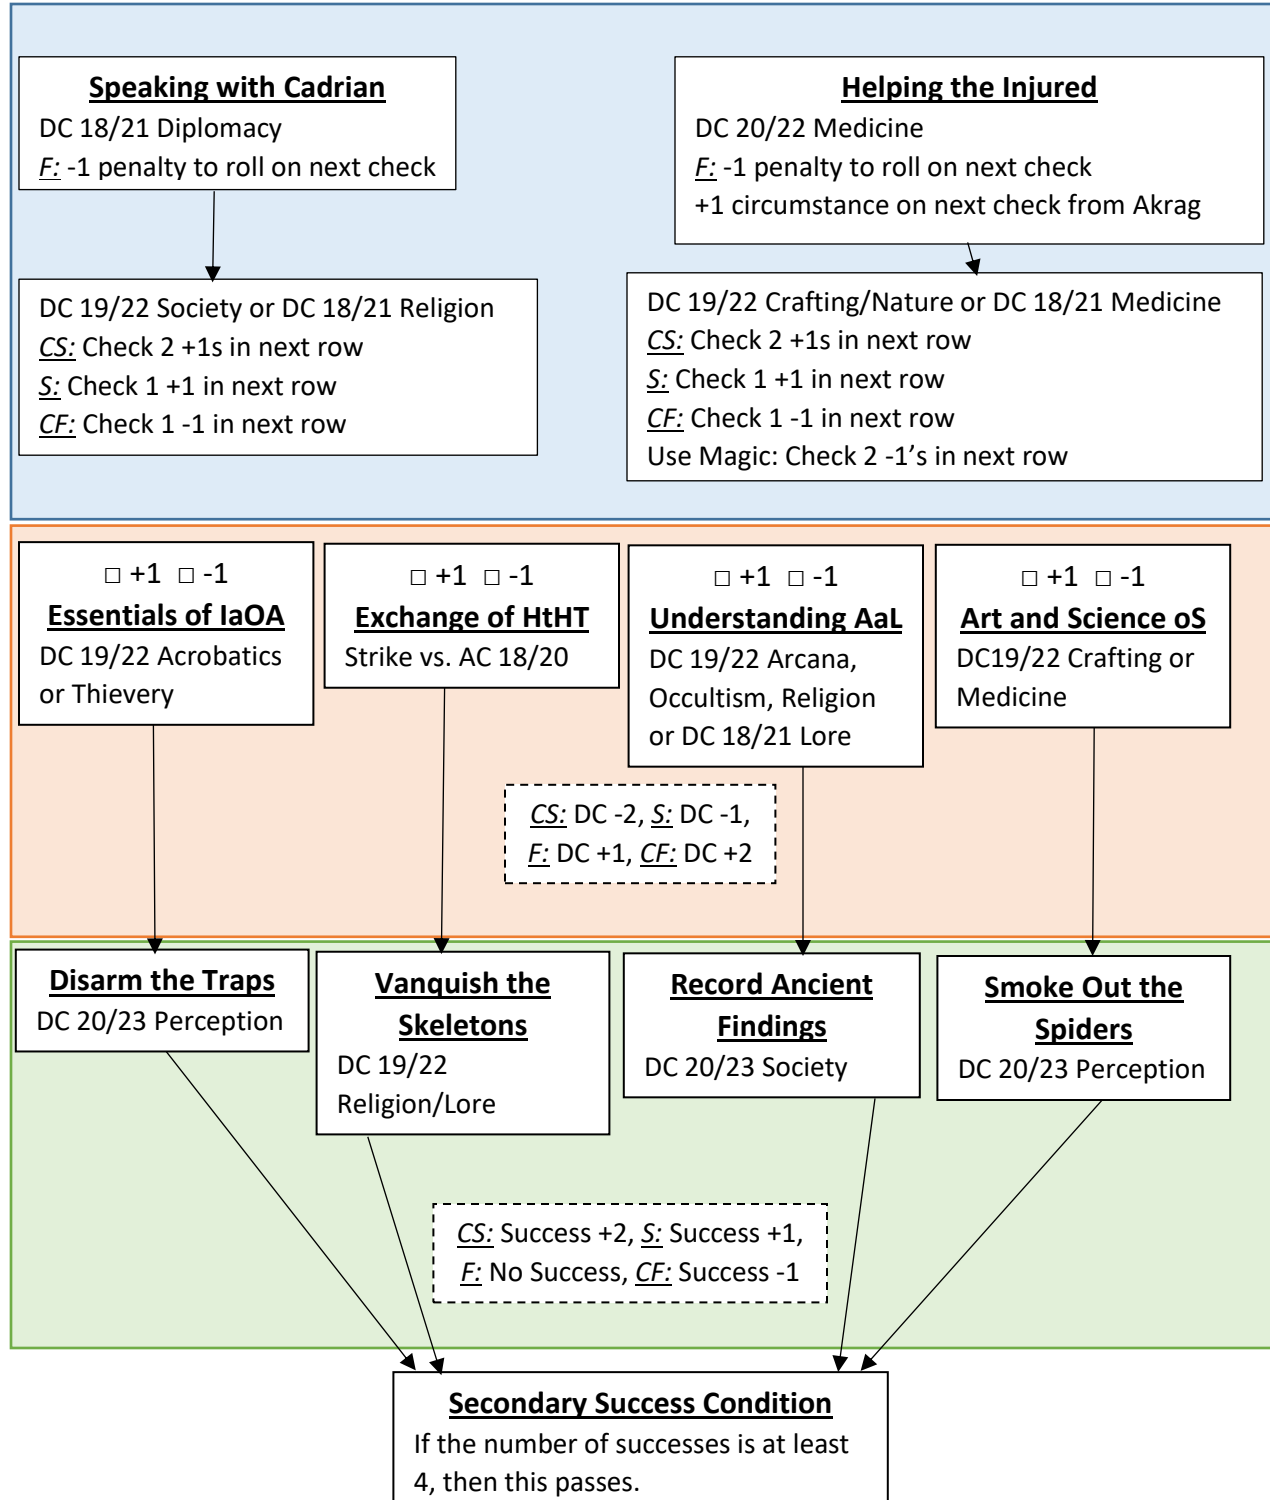 Speaking with Cadrian
DC 18/21 Diplomacy
F: -1 penalty to roll on next check
Helping the Injured
DC 20/22 Medicine
F: -1 penalty to roll on next check
+1 circumstance on next check from Akrag
DC 19/22 Society or DC 18/21 Religion
CS: Check 2 +1s in next row
S: Check 1 +1 in next row
CF: Check 1 -1 in next row
DC 19/22 Crafting/Nature or DC 18/21 Medicine
CS: Check 2 +1s in next row
S: Check 1 +1 in next row
CF: Check 1 -1 in next row
Use Magic: Check 2 -1’s in next row
□ +1 □ -1
Essentials of IaOA
DC 19/22 Acrobatics
or Thievery
□ +1 □ -1
Exchange of HtHT
Strike vs. AC 18/20
□ +1 □ -1
Understanding AaL
DC 19/22 Arcana,
Occultism, Religion
or DC 18/21 Lore
□ +1 □ -1
Art and Science oS
DC19/22 Crafting or
Medicine
CS: DC -2, S: DC -1,
F: DC +1, CF: DC +2
Disarm the Traps
DC 20/23 Perception
Vanquish the
Skeletons
DC 19/22
Religion/Lore
Record Ancient
Findings
DC 20/23 Society
Smoke Out the
Spiders
DC 20/23 Perception
CS: Success +2, S: Success +1,
F: No Success, CF: Success -1
Secondary Success Condition
If the number of successes is at least
4, then this passes.